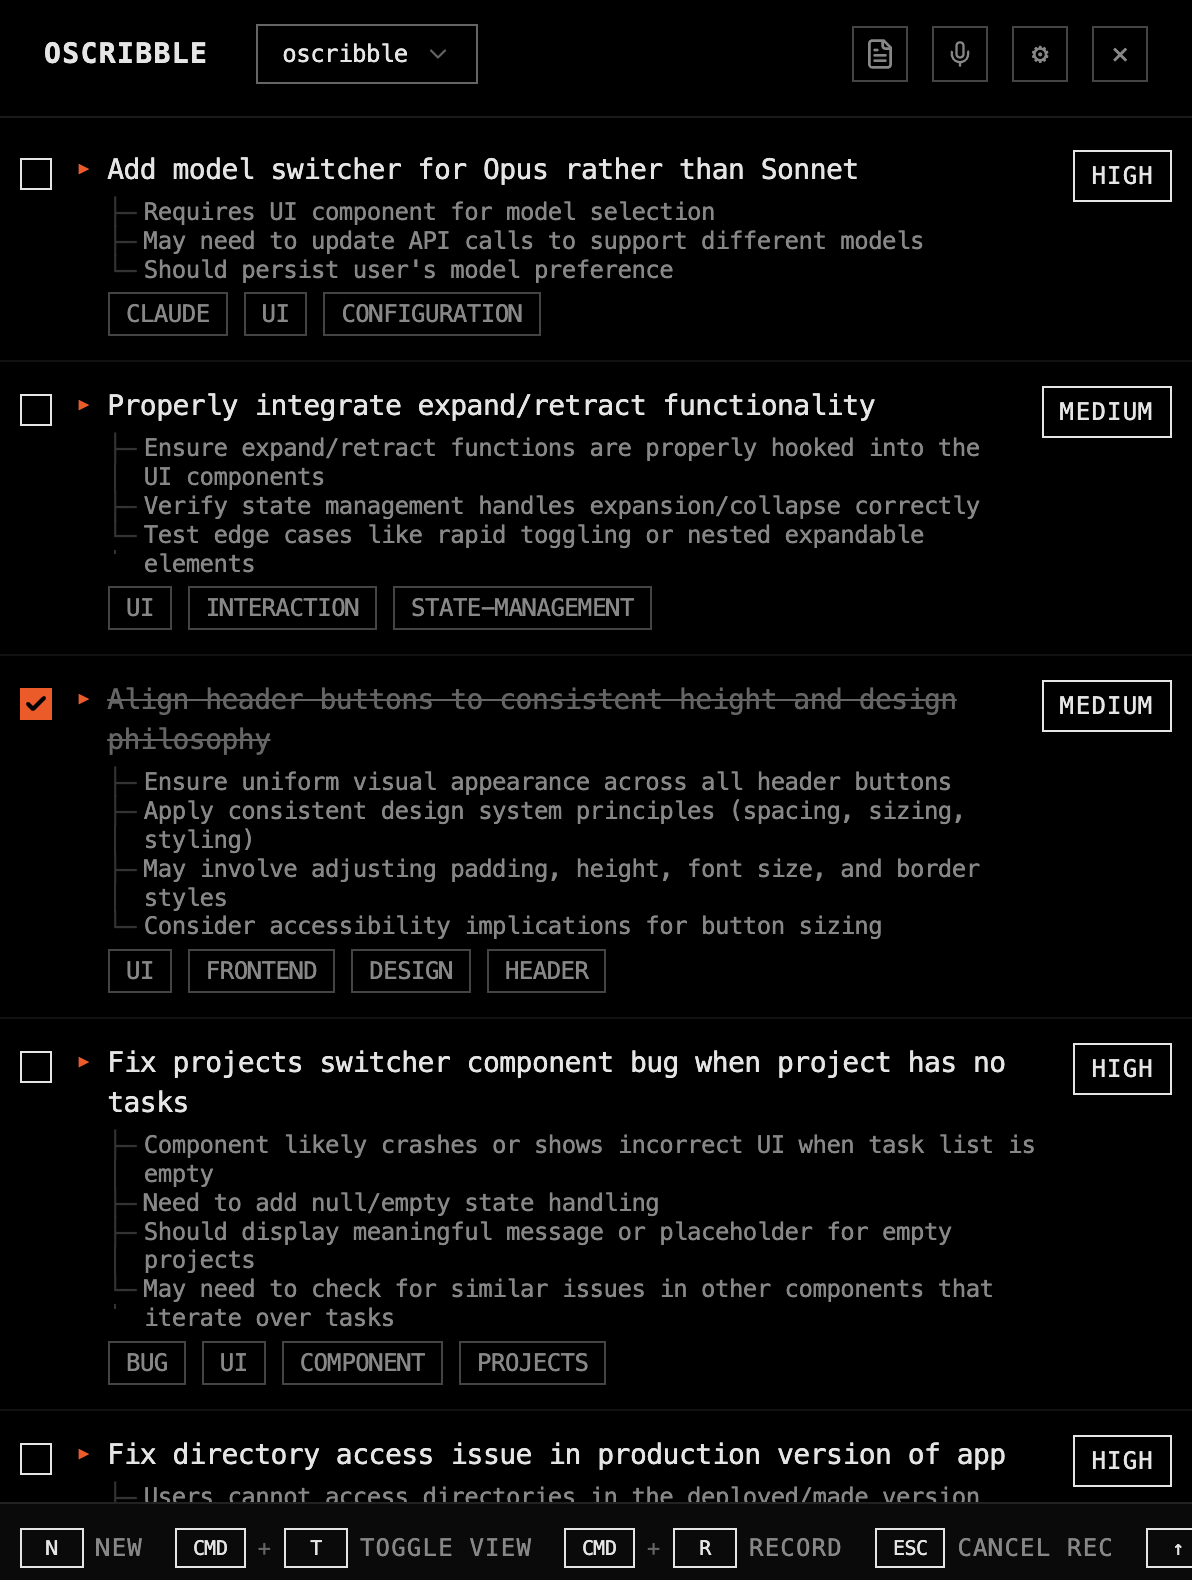 OSCRIBBLE
oscribble
Add model switcher for Opus rather than Sonnet
HIGH
Requires UI component for model selection
May need to update API calls to support different models
Should persist user's model preference
CLAUDE UI CONFIGURATION
Properly integrate expand/retract functionality
MEDIUM
Ensure expand/retract functions are properly hooked into the
UI components
Verify state management handles expansion/collapse correctly
Test edge cases like rapid toggling or nested expandable
elements
UI INTERACTION STATE-MANAGEMENT
Align header buttons to consistent height and design
philosophy
MEDIUM
Ensure uniform visual appearance across all header buttons
Apply consistent design system principles (spacing, sizing,
styling)
May involve adjusting padding, height, font size, and border
styles
Consider accessibility implications for button sizing
UI FRONTEND DESIGN HEADER
Fix projects switcher component bug when project has no
tasks
HIGH
Component likely crashes or shows incorrect UI when task list is
empty
Need to add null/empty state handling
Should display meaningful message or placeholder for empty
projects
May need to check for similar issues in other components that
iterate over tasks
BUG UI COMPONENT PROJECTS
Fix directory access issue in production version of app
HIGH
Users cannot access directories in the deployed/made version
N NEW CMD + T TOGGLE VIEW CMD + R RECORD ESC CANCEL REC ↑